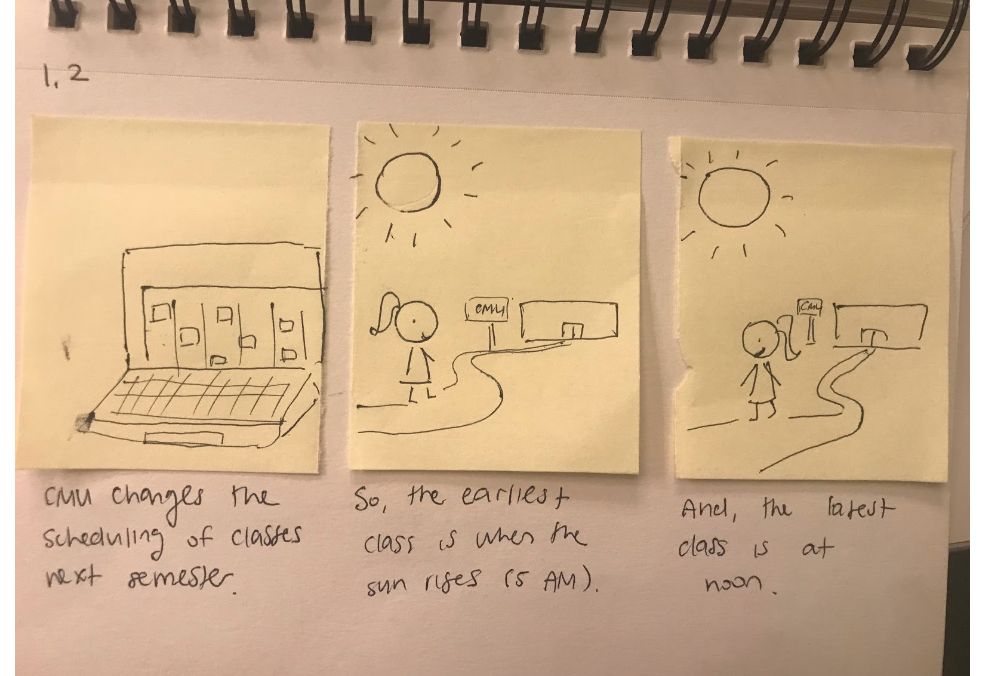 1, 2
CMU
CMU
CMU changes the
scheduling of classes
next semester.
So, the earliest
class is when the
sun rises (5 AM).
And, the latest
class is at
noon.